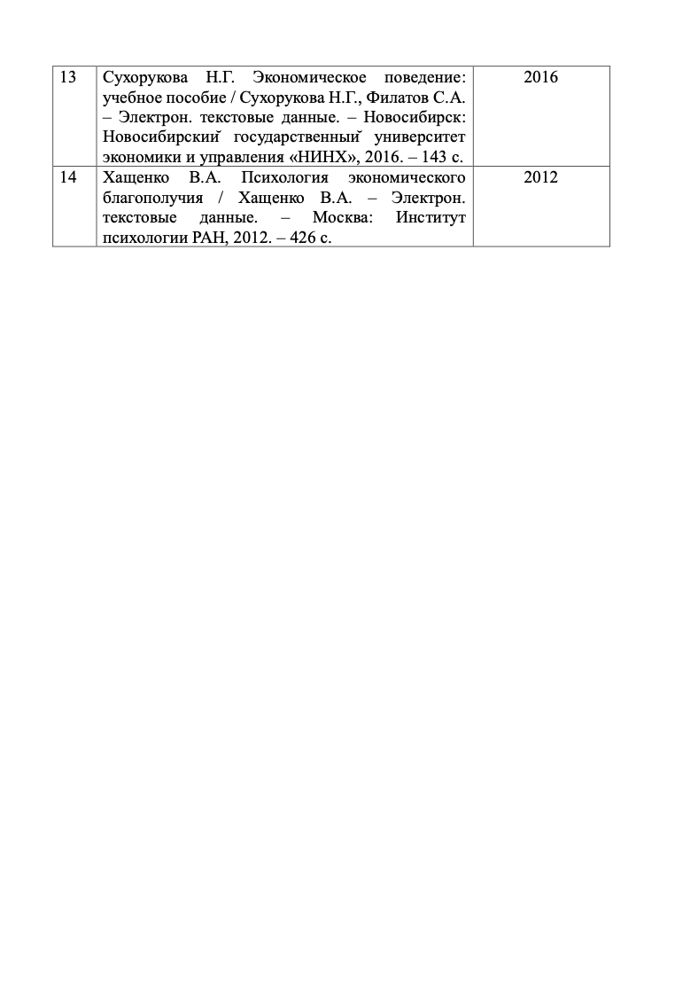 13 Сухорукова Н.Г. Экономическое поведение: 2016
учебное пособие / Сухорукова Н.Г., Филатов С.А.
– Электрон. текстовые данные. – Новосибирск:
Новосибирский государственный университет
экономики и управления «НИНХ», 2016. – 143 с.
14 Хащенко В.А. Психология экономического 2012
благополучия / Хащенко В.А. – Электрон.
текстовые данные. – Москва: Институт
психологии РАН, 2012. – 426 с.